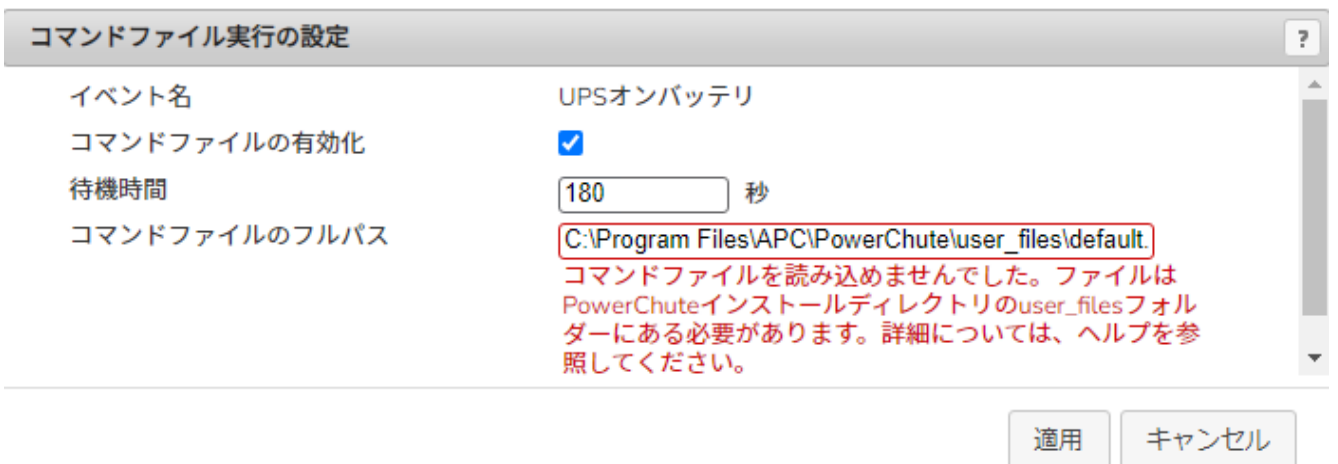 コマンドファイル実行の設定 ?
イベント名 UPSオンバッテリ
コマンドファイルの有効化
待機時間 180 秒
コマンドファイルのフルパス C:\Program Files\APC\PowerChute\user_files\default.
コマンドファイルを読み込めませんでした。ファイルは
PowerChuteインストールディレクトリのuser_filesフォル
ダーにある必要があります。詳細については、ヘルプを参
照してください。
適用 キャンセル